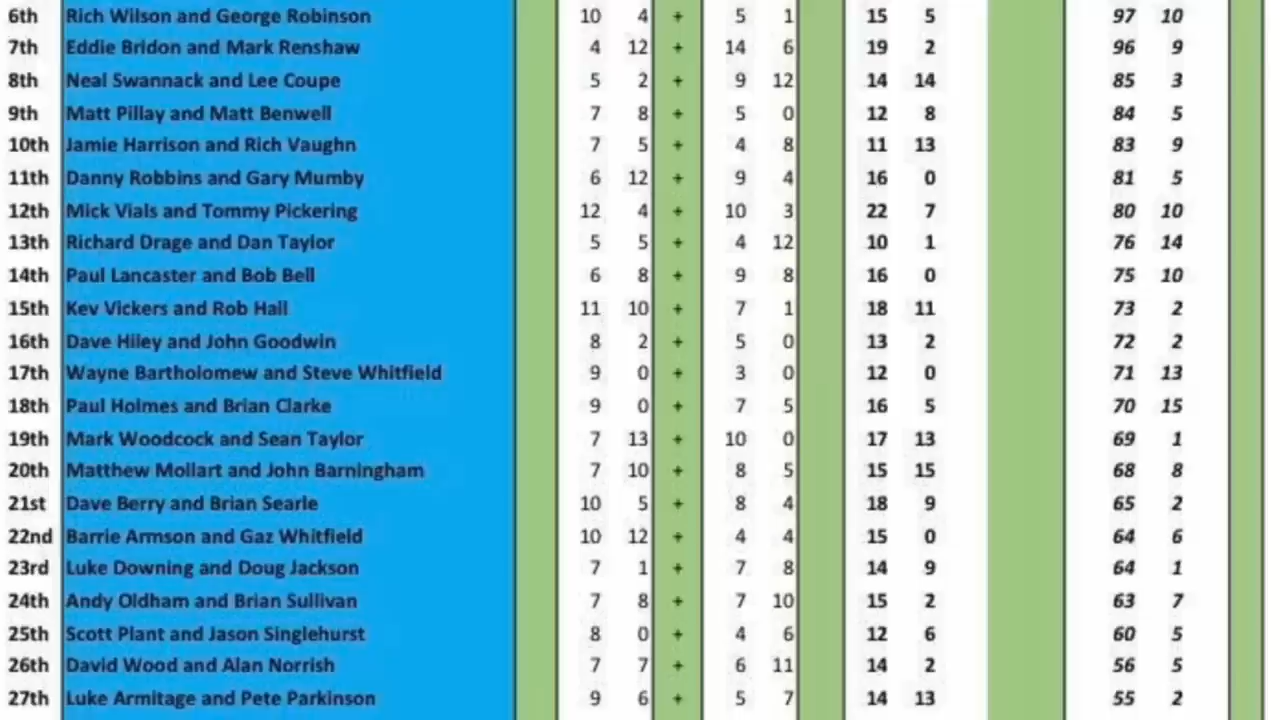 6th Rich Wilson and George Robinson 10 4 + 5 1 15 5 97 10
7th Eddie Bridon and Mark Renshaw 4 12 + 14 6 19 2 96 9
8th Neal Swannack and Lee Coupe 5 2 + 9 12 14 14 85 3
9th Matt Pillay and Matt Benwell 7 8 + 5 0 12 8 84 5
10th Jamie Harrison and Rich Vaughn 7 5 + 4 8 11 13 83 9
11th Danny Robbins and Gary Mumby 6 12 + 9 4 16 0 81 5
12th Mick Vials and Tommy Pickering 12 4 + 10 3 22 7 80 10
13th Richard Drage and Dan Taylor 5 5 + 4 12 10 1 76 14
14th Paul Lancaster and Bob Bell 6 8 + 9 8 16 0 75 10
15th Kev Vickers and Rob Hall 11 10 + 7 1 18 11 73 2
16th Dave Hiley and John Goodwin 8 2 + 5 0 13 2 72 2
17th Wayne Bartholomew and Steve Whitfield 9 0 + 3 0 12 0 71 13
18th Paul Holmes and Brian Clarke 9 0 + 7 5 16 5 70 15
19th Mark Woodcock and Sean Taylor 7 13 + 10 0 17 13 69 1
20th Matthew Mollart and John Barningham 7 10 + 8 5 15 15 68 8
21st Dave Berry and Brian Searle 10 5 + 8 4 18 9 65 2
22nd Barrie Armson and Gaz Whitfield 10 12 + 4 4 15 0 64 6
23rd Luke Downing and Doug Jackson 7 1 + 7 8 14 9 64 1
24th Andy Oldham and Brian Sullivan 7 8 + 7 10 15 2 63 7
25th Scott Plant and Jason Singlehurst 8 0 + 4 6 12 6 60 5
26th David Wood and Alan Norrish 7 7 + 6 11 14 2 56 5
27th Luke Armitage and Pete Parkinson 9 6 + 5 7 14 13 55 2